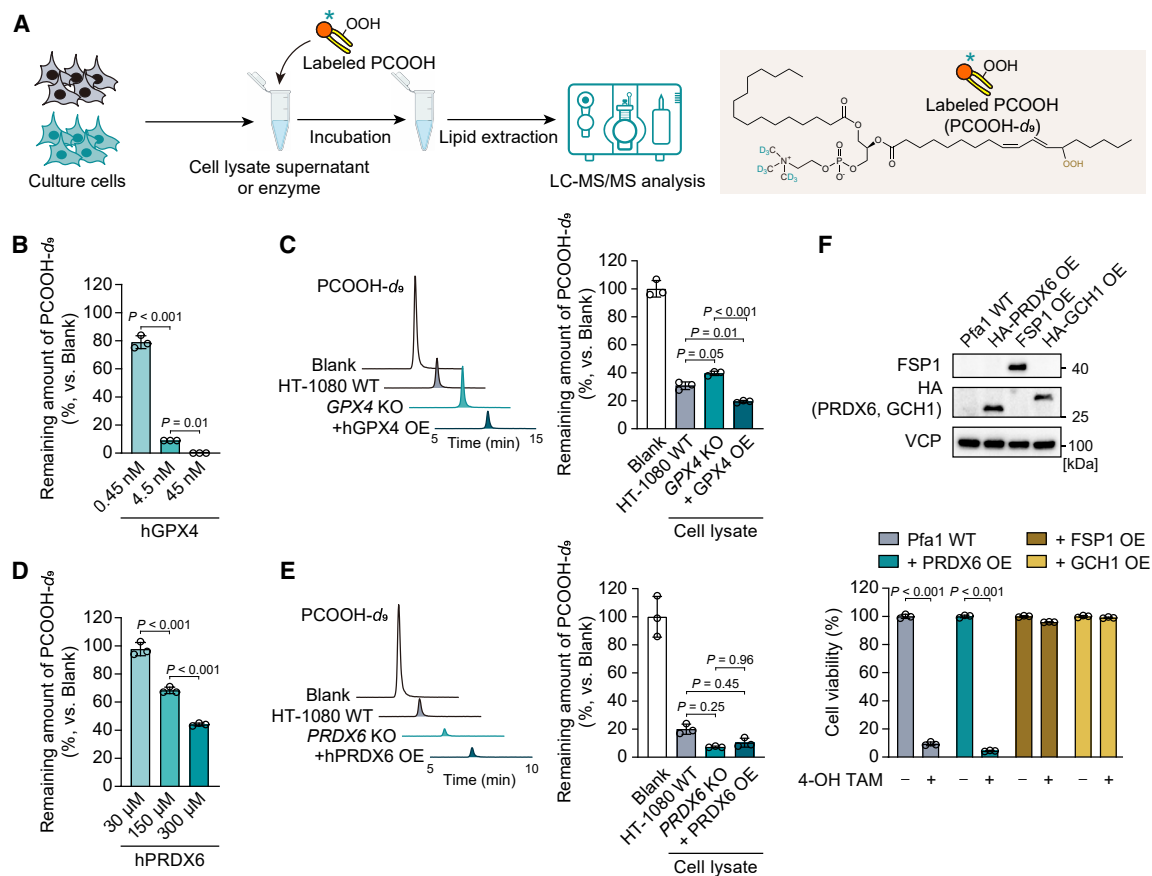 A
*
OOH
Labeled PCOOH
Culture cells
Incubation
Cell lysate supernatant
or enzyme
Lipid extraction
LC-MS/MS analysis
*
OOH
Labeled PCOOH
(PCOOH-d9)
O
O
O
O
D3C
D3C
CD3
N+
O
P
O
O
O-
OOH
B
Remaining amount of PCOOH-d9
(%, vs. Blank)
120
100
80
60
40
20
0
P < 0.001
P = 0.01
0.45 nM
4.5 nM
45 nM
hGPX4
C
PCOOH-d9
Blank
HT-1080 WT
GPX4 KO
+hGPX4 OE
5
Time (min)
15
Remaining amount of PCOOH-d9
(%, vs. Blank)
120
100
80
60
40
20
0
P < 0.001
P = 0.01
P = 0.05
Blank
HT-1080 WT
GPX4 KO
+ GPX4 OE
Cell lysate
D
Remaining amount of PCOOH-d9
(%, vs. Blank)
120
100
80
60
40
20
0
P < 0.001
P < 0.001
30 µM
150 µM
300 µM
hPRDX6
E
PCOOH-d9
Blank
HT-1080 WT
PRDX6 KO
+hPRDX6 OE
5
Time (min)
10
Remaining amount of PCOOH-d9
(%, vs. Blank)
120
100
80
60
40
20
0
P = 0.96
P = 0.45
P = 0.25
Blank
HT-1080 WT
PRDX6 KO
+ PRDX6 OE
Cell lysate
F
Pfa1 WT
HA-PRDX6 OE
FSP1 OE
HA-GCH1 OE
FSP1
40
HA
(PRDX6, GCH1)
25
VCP
100
[kDa]
Pfa1 WT
+ FSP1 OE
+ PRDX6 OE
+ GCH1 OE
Cell viability (%)
120
100
80
60
40
20
0
P < 0.001
P < 0.001
4-OH TAM
− + − + − + − +